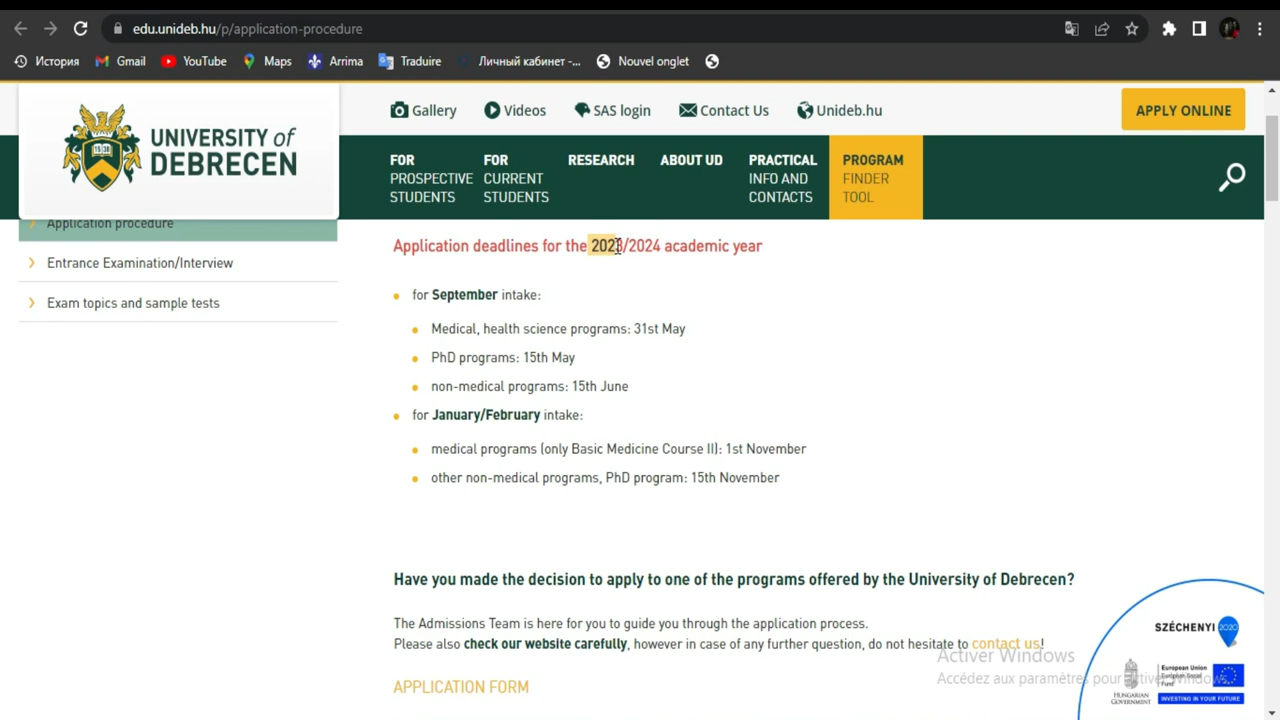 edu.unideb.hu/p/application-procedure
История Gmail YouTube Maps Arrima Traduire Личный кабинет -... Nouvel onglet
UNIVERSITY of
DEBRECEN
Gallery Videos SAS login Contact Us Unideb.hu APPLY ONLINE
FOR
PROSPECTIVE
STUDENTS
FOR
CURRENT
STUDENTS
RESEARCH
ABOUT UD
PRACTICAL
INFO AND
CONTACTS
PROGRAM
FINDER
TOOL
Application procedure
Entrance Examination/Interview
Exam topics and sample tests
Application deadlines for the 2023/2024 academic year
for September intake:
Medical, health science programs: 31st May
PhD programs: 15th May
non-medical programs: 15th June
for January/February intake:
medical programs (only Basic Medicine Course II): 1st November
other non-medical programs, PhD program: 15th November
Have you made the decision to apply to one of the programs offered by the University of Debrecen?
The Admissions Team is here for you to guide you through the application process.
Please also check our website carefully, however in case of any further question, do not hesitate to contact us!
APPLICATION FORM
Activer Windows
Accédez aux paramètres pour activer Windows.
SZÉCHENYI 2020
HUNGARIAN
GOVERNMENT
European Union
European Social
Fund
INVESTING IN YOUR FUTURE